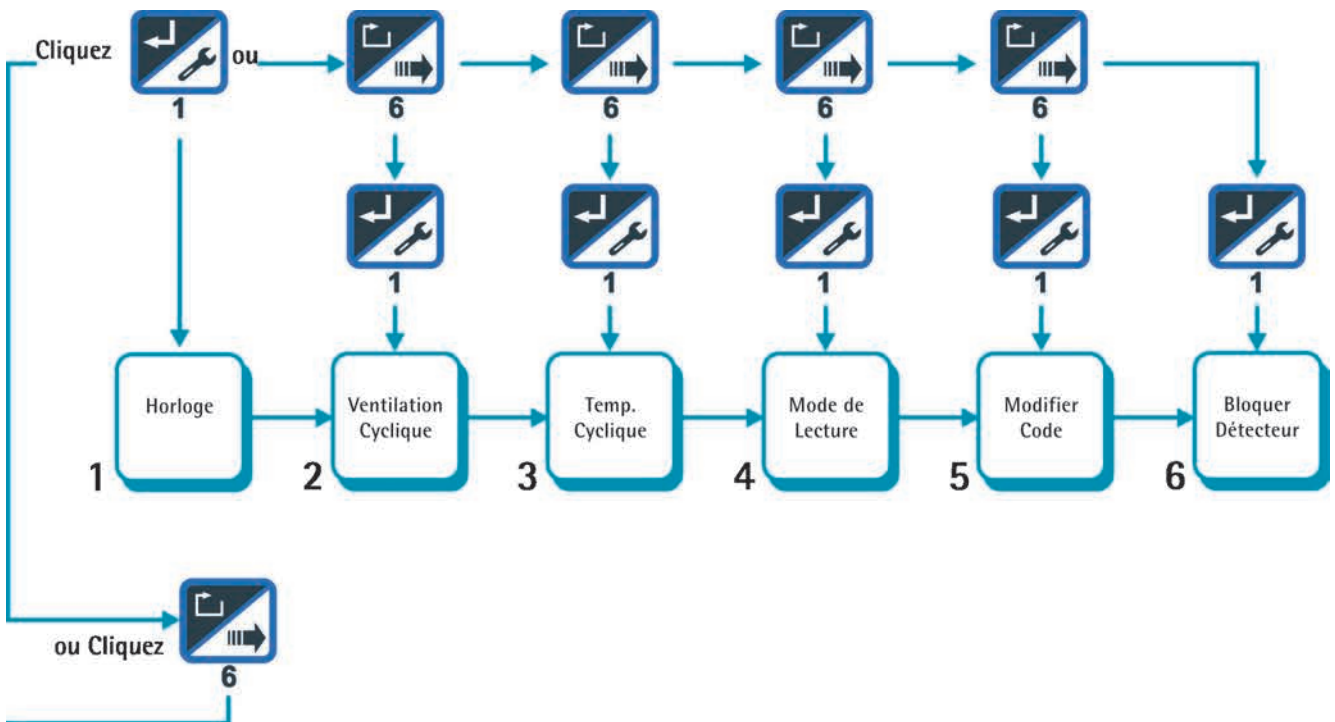 Cliquez
ou
1
6
6
6
6
1
1
1
1
1
Horloge
Ventilation
Cyclique
Temp.
Cyclique
Mode de
Lecture
Modifier
Code
Bloquer
Détecteur
1
2
3
4
5
6
ou Cliquez
6